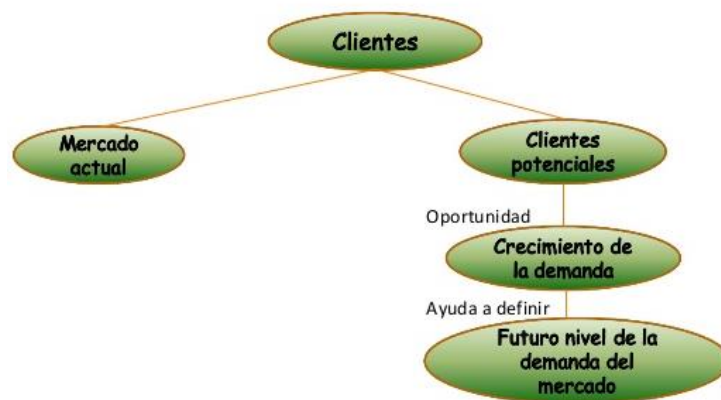 Clientes
Mercado
actual
Clientes
potenciales
Oportunidad
Crecimiento de
la demanda
Ayuda a definir
Futuro nivel de la
demanda del
mercado